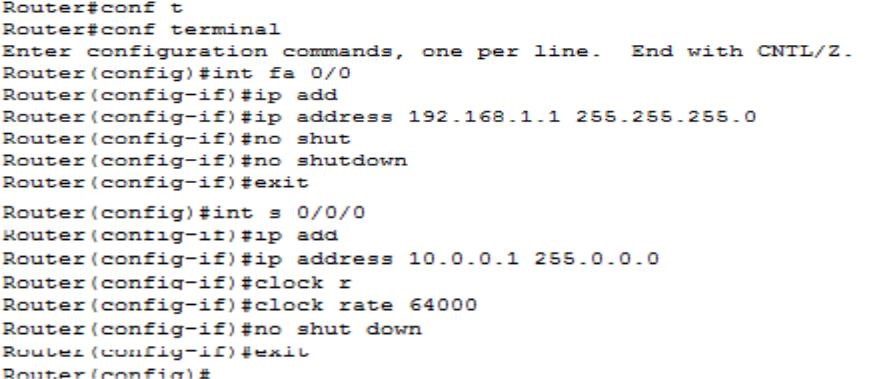 Router#conf t
Router#conf terminal
Enter configuration commands, one per line.  End with CNTL/Z.
Router(config)#int fa 0/0
Router(config-if)#ip add
Router(config-if)#ip address 192.168.1.1 255.255.255.0
Router(config-if)#no shut
Router(config-if)#no shutdown
Router(config-if)#exit
Router(config)#int s 0/0/0
Router(config-if)#ip add
Router(config-if)#ip address 10.0.0.1 255.0.0.0
Router(config-if)#clock r
Router(config-if)#clock rate 64000
Router(config-if)#no shut down
Router(config-if)#exit
Router(config)#